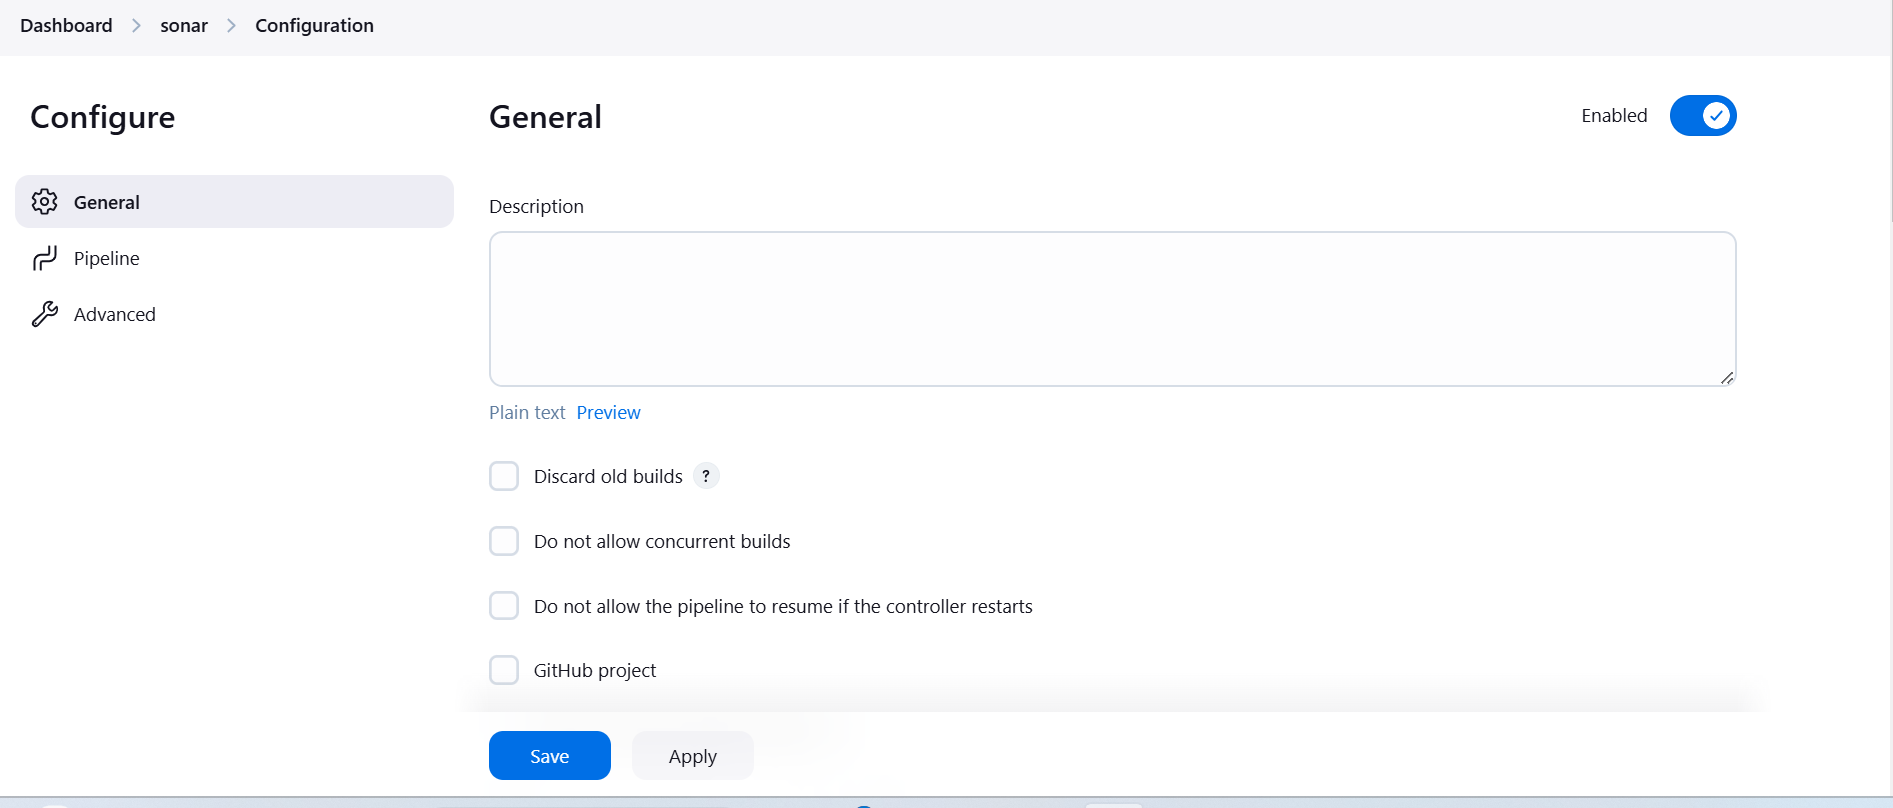 Dashboard > sonar > Configuration
Configure
General
Pipeline
Advanced
General
Enabled
Description
Plain text Preview
Discard old builds ?
Do not allow concurrent builds
Do not allow the pipeline to resume if the controller restarts
GitHub project
Save Apply